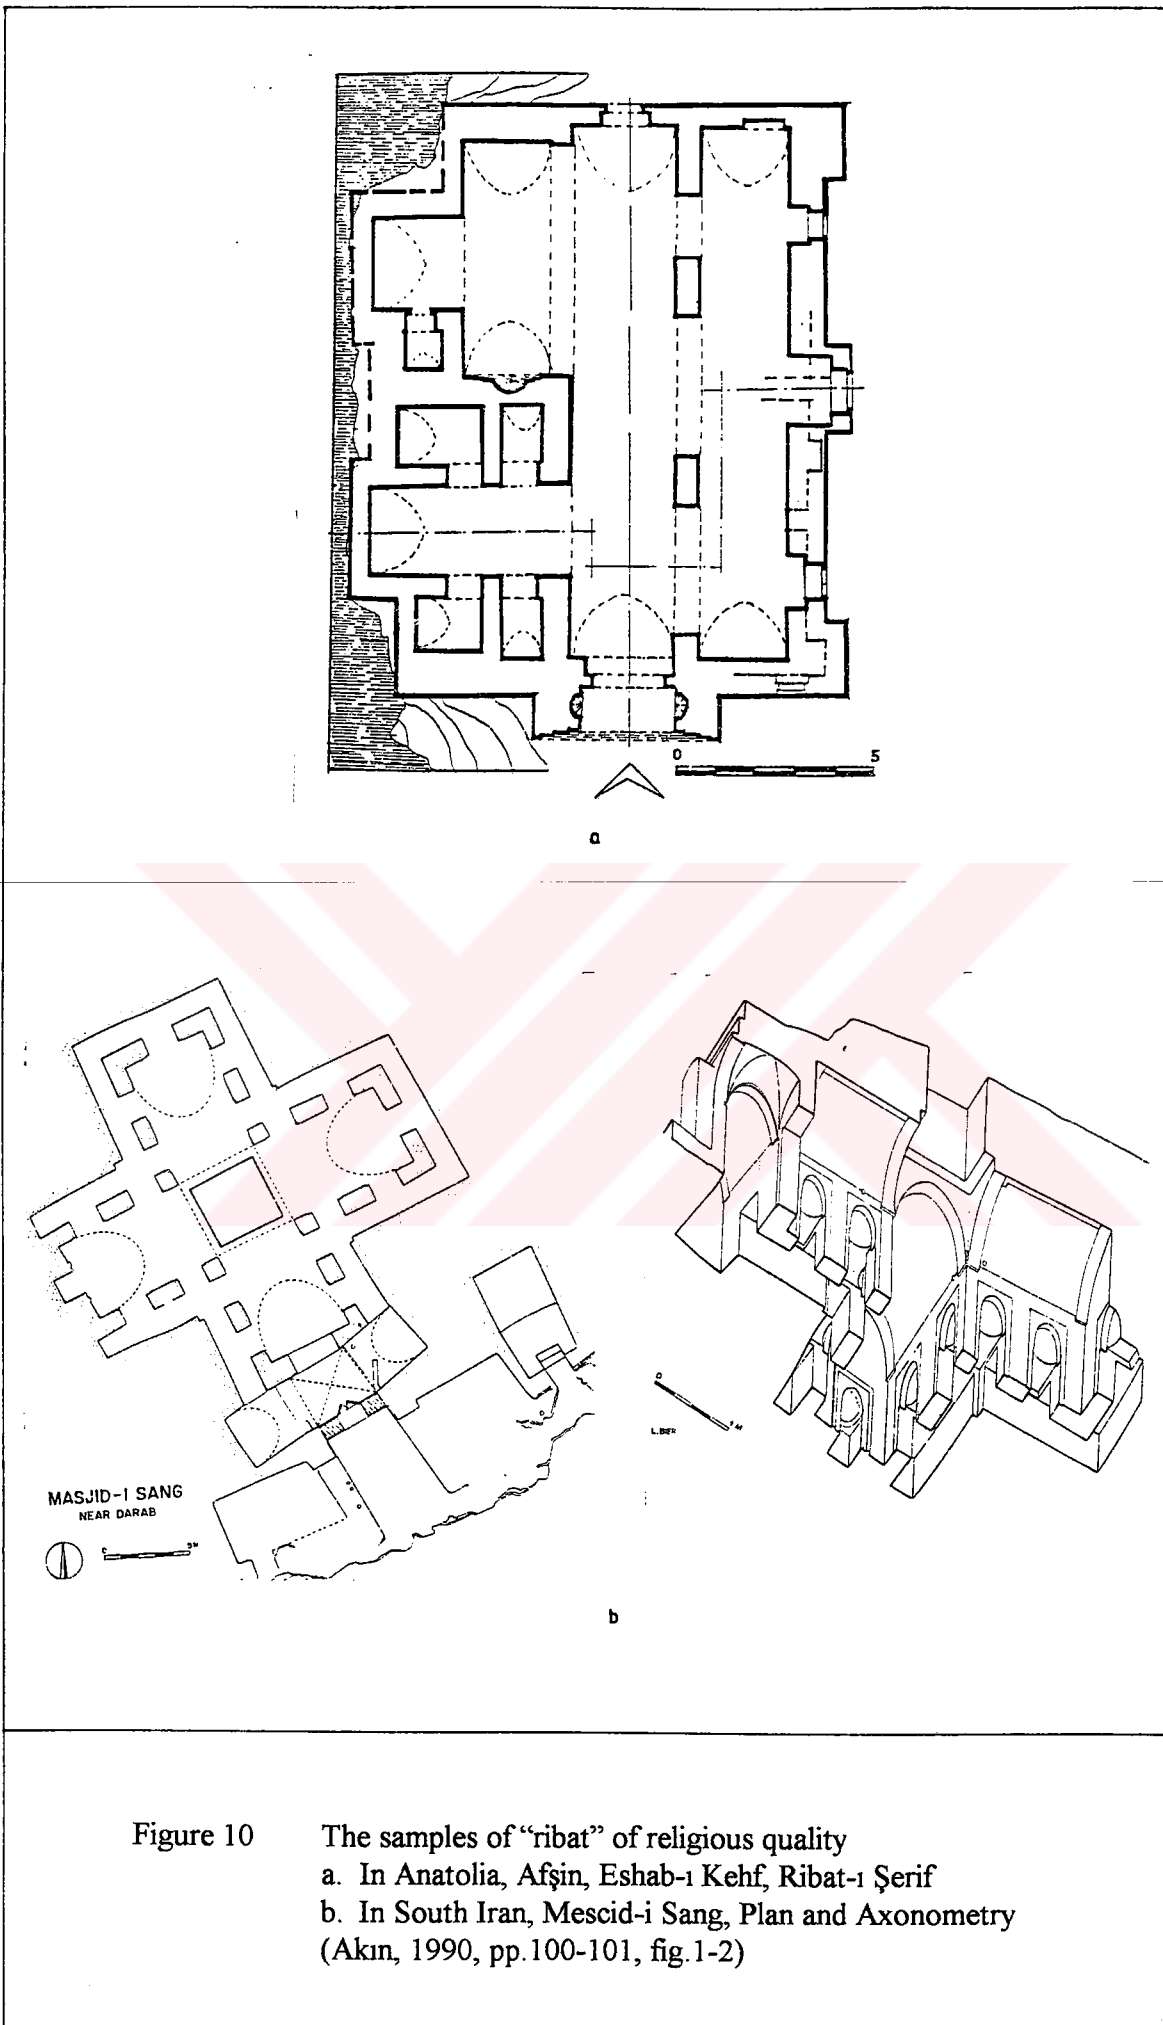 0 5
a
MASJID-I SANG
NEAR DARAB
L. BIER
b
Figure 10 The samples of “ribat” of religious quality
a. In Anatolia, Afşin, Eshab-ı Kehf, Ribat-ı Şerif
b. In South Iran, Mescid-i Sang, Plan and Axonometry
(Akın, 1990, pp.100-101, fig.1-2)